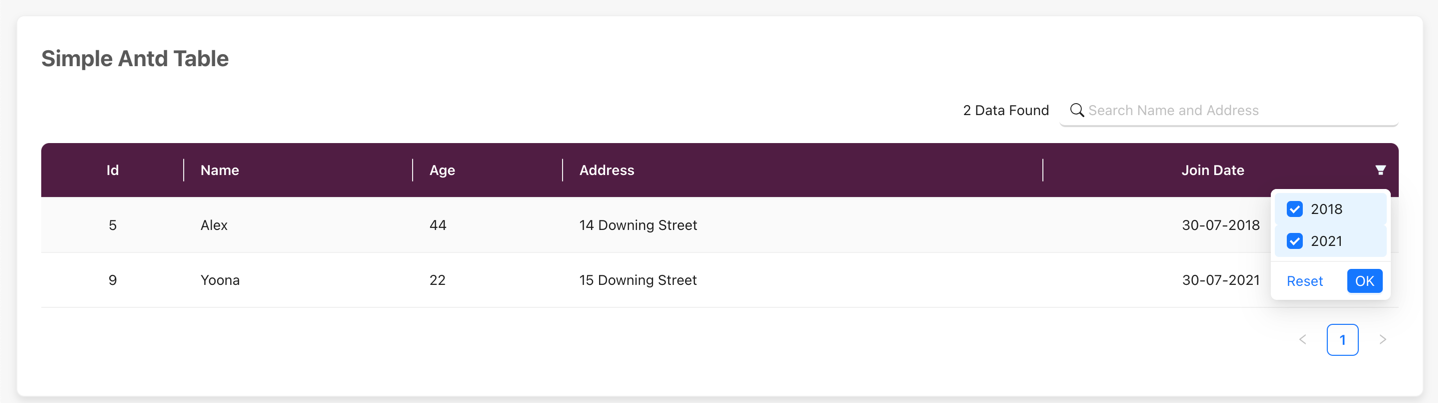 Simple Antd Table
2 Data Found Search Name and Address
Id Name Age Address Join Date
5 Alex 44 14 Downing Street 30-07-2018
9 Yoona 22 15 Downing Street 30-07-2021
2018
2021
Reset OK
1